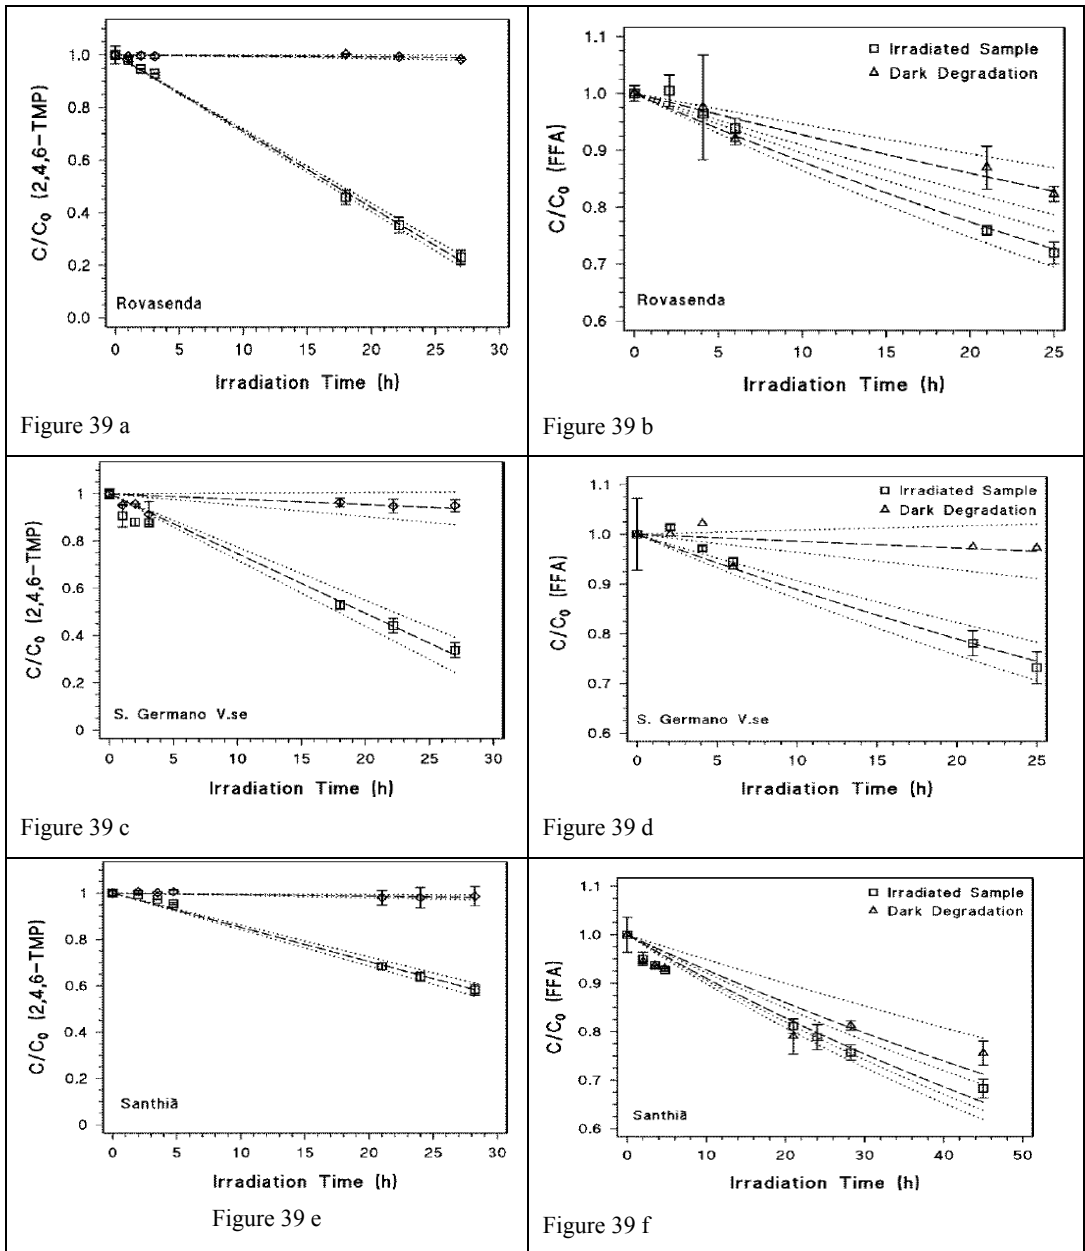 1.0
0.8
0.6
0.4
0.2
0.0
C/C₀ (2,4,6-TMP)
Rovasenda
0 5 10 15 20 25 30
Irradiation Time (h)
Figure 39 a
1.1
1.0
0.9
0.8
0.7
0.6
C/C₀ (FFA)
Irradiated Sample
Dark Degradation
Rovasenda
0 5 10 15 20 25
Irradiation Time (h)
Figure 39 b
1
0.8
0.6
0.4
0.2
0
C/C₀ (2,4,6-TMP)
S. Germano V.se
0 5 10 15 20 25 30
Irradiation Time (h)
Figure 39 c
1.1
1.0
0.9
0.8
0.7
0.6
C/C₀ (FFA)
Irradiated Sample
Dark Degradation
S. Germano V.se
0 5 10 15 20 25
Irradiation Time (h)
Figure 39 d
1
0.8
0.6
0.4
0.2
0
C/C₀ (2,4,6-TMP)
Santhiā
0 5 10 15 20 25 30
Irradiation Time (h)
Figure 39 e
1.1
1.0
0.9
0.8
0.7
0.6
C/C₀ (FFA)
Irradiated Sample
Dark Degradation
Santhiā
0 10 20 30 40 50
Irradiation Time (h)
Figure 39 f